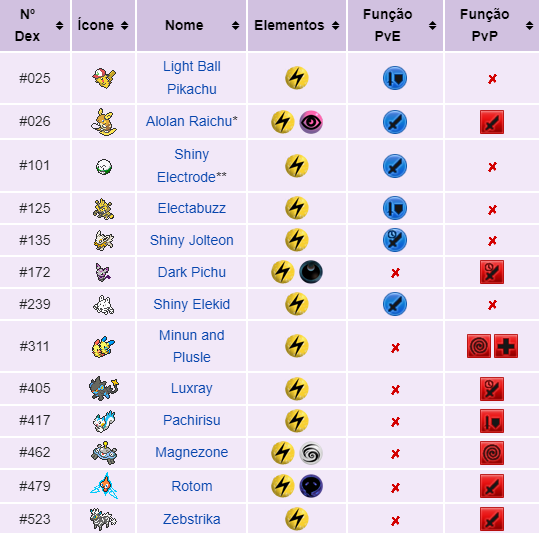 Nº Dex Ícone Nome Elementos Função PvE Função PvP
#025 Light Ball Pikachu
#026 Alolan Raichu*
#101 Shiny Electrode**
#125 Electabuzz
#135 Shiny Jolteon
#172 Dark Pichu
#239 Shiny Elekid
#311 Minun and Plusle
#405 Luxray
#417 Pachirisu
#462 Magnezone
#479 Rotom
#523 Zebstrika